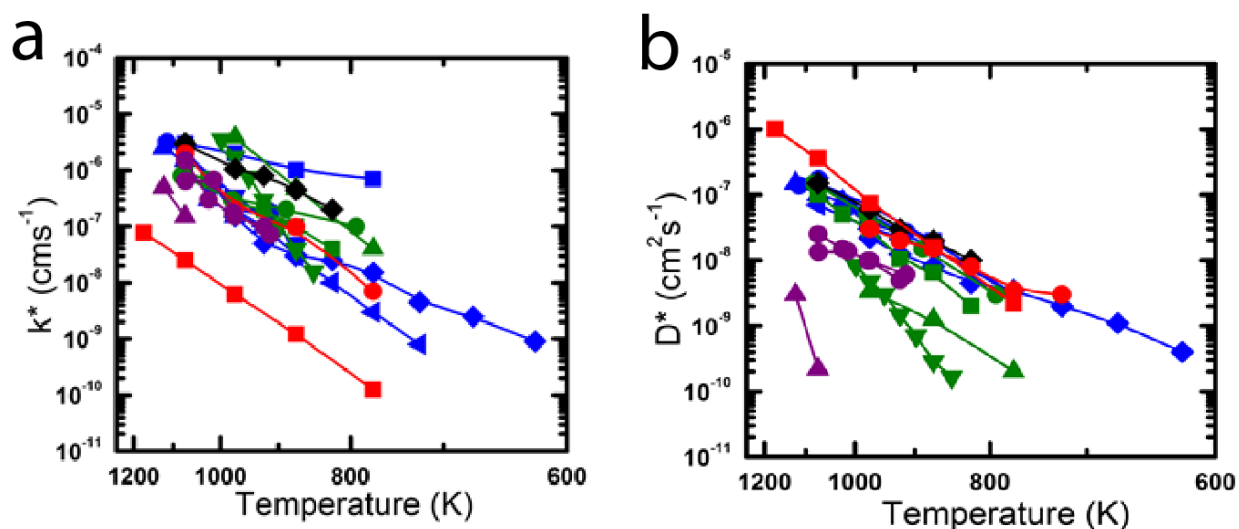 a
k* (cms⁻¹)
10⁻⁴
10⁻⁵
10⁻⁶
10⁻⁷
10⁻⁸
10⁻⁹
10⁻¹⁰
10⁻¹¹
1200 1000 800 600
Temperature (K)
b
D* (cm²s⁻¹)
10⁻⁵
10⁻⁶
10⁻⁷
10⁻⁸
10⁻⁹
10⁻¹⁰
10⁻¹¹
1200 1000 800 600
Temperature (K)